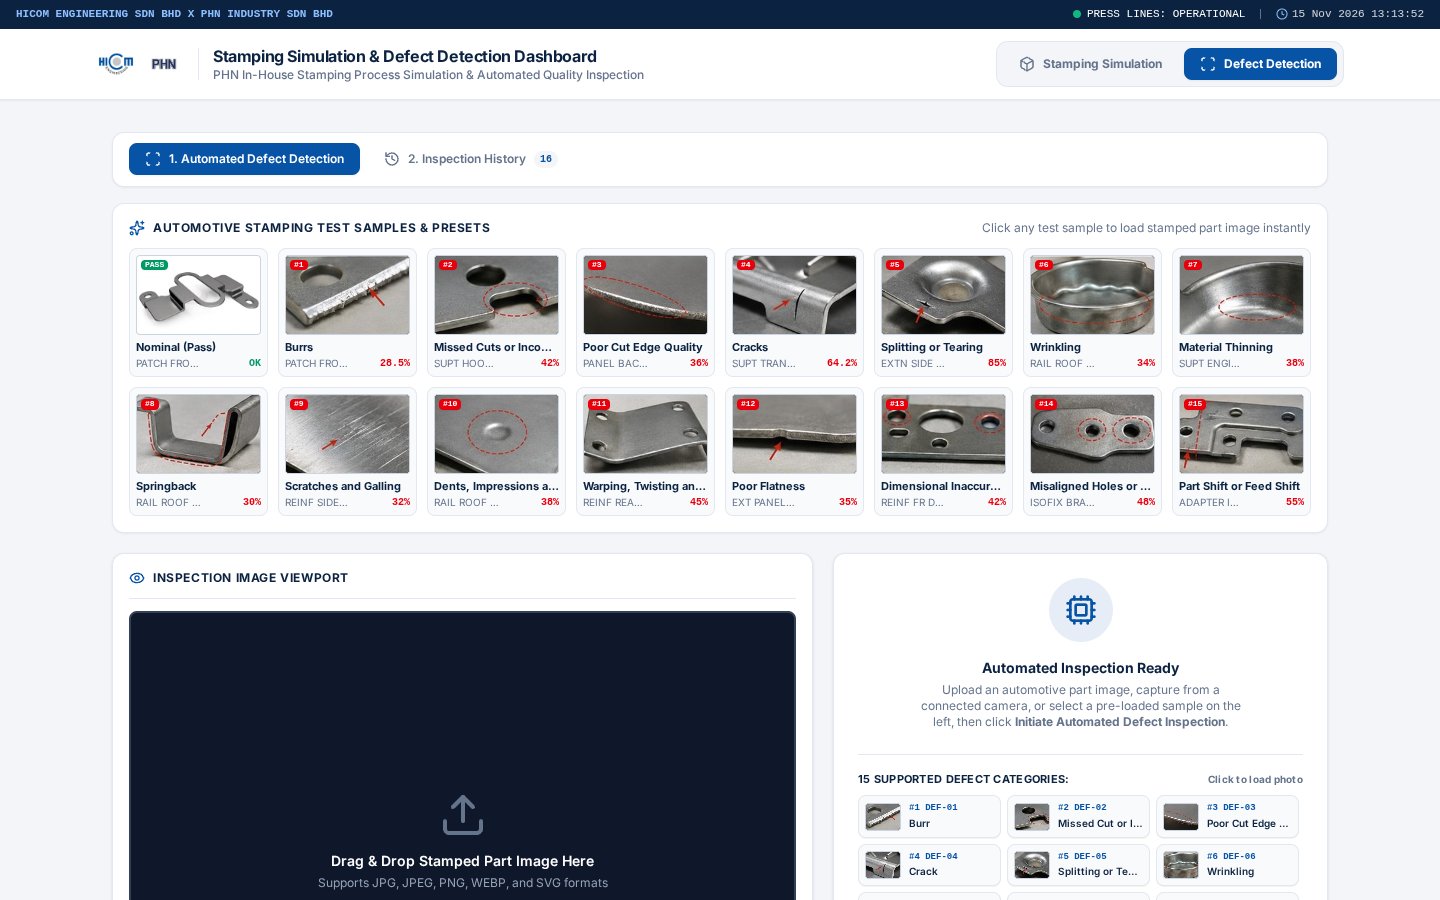 HICOM ENGINEERING SDN BHD X PHN INDUSTRY SDN BHD
PRESS LINES: OPERATIONAL | 15 Nov 2026 13:13:52
HICOM
PHN
Stamping Simulation & Defect Detection Dashboard
PHN In-House Stamping Process Simulation & Automated Quality Inspection
Stamping Simulation
Defect Detection
1. Automated Defect Detection
2. Inspection History 16
AUTOMOTIVE STAMPING TEST SAMPLES & PRESETS
Click any test sample to load stamped part image instantly
PASS
Nominal (Pass)
PATCH FRO... OK
#1
Burrs
PATCH FRO... 28.5%
#2
Missed Cuts or Inco...
SUPT HOO... 42%
#3
Poor Cut Edge Quality
PANEL BAC... 36%
#4
Cracks
SUPT TRAN... 64.2%
#5
Splitting or Tearing
EXTN SIDE ... 85%
#6
Wrinkling
RAIL ROOF ... 34%
#7
Material Thinning
SUPT ENGI... 38%
#8
Springback
RAIL ROOF ... 30%
#9
Scratches and Galling
REINF SIDE... 32%
#10
Dents, Impressions a...
RAIL ROOF ... 38%
#11
Warping, Twisting an...
REINF REA... 45%
#12
Poor Flatness
EXT PANEL... 35%
#13
Dimensional Inaccur...
REINF FR D... 42%
#14
Misaligned Holes or ...
ISOFIX BRA... 48%
#15
Part Shift or Feed Shift
ADAPTER I... 55%
INSPECTION IMAGE VIEWPORT
Drag & Drop Stamped Part Image Here
Supports JPG, JPEG, PNG, WEBP, and SVG formats
Automated Inspection Ready
Upload an automotive part image, capture from a
connected camera, or select a pre-loaded sample on the
left, then click Initiate Automated Defect Inspection.
15 SUPPORTED DEFECT CATEGORIES:
Click to load photo
#1 DEF-01
Burr
#2 DEF-02
Missed Cut or I...
#3 DEF-03
Poor Cut Edge ...
#4 DEF-04
Crack
#5 DEF-05
Splitting or Te...
#6 DEF-06
Wrinkling